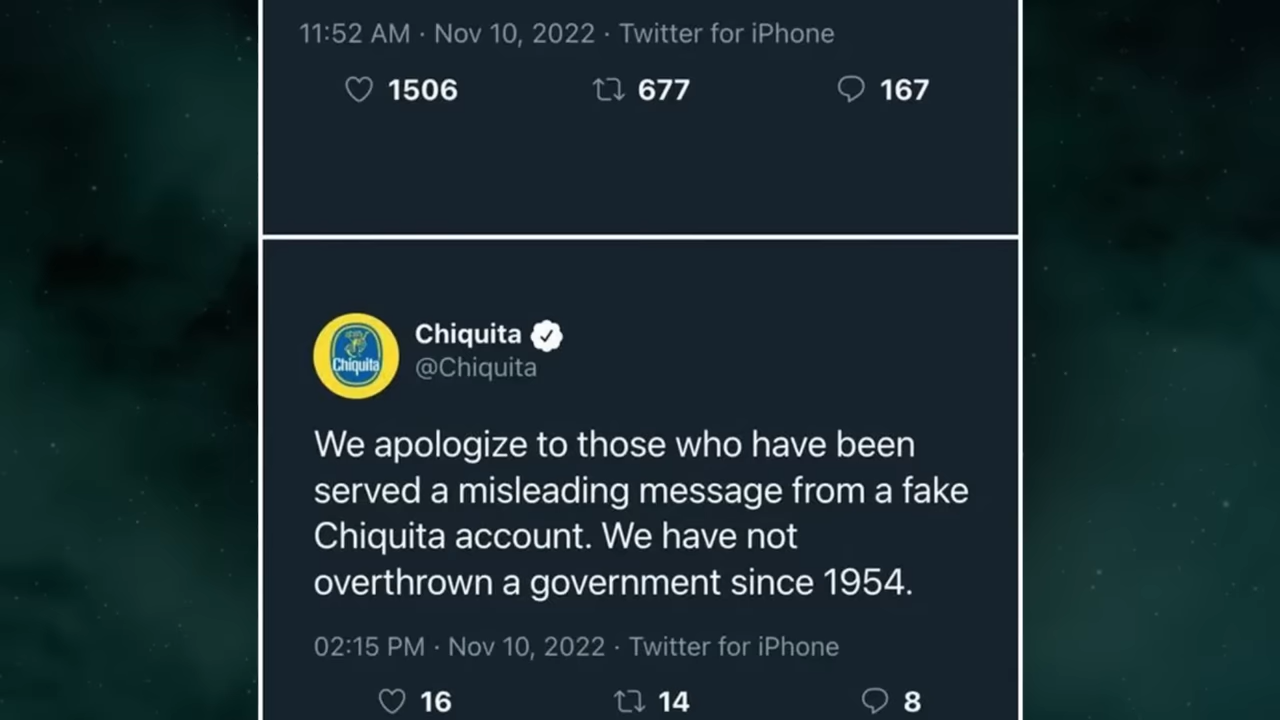 11:52 AM · Nov 10, 2022 · Twitter for iPhone
1506 677 167
Chiquita
Chiquita
@Chiquita
We apologize to those who have been
served a misleading message from a fake
Chiquita account. We have not
overthrown a government since 1954.
02:15 PM · Nov 10, 2022 · Twitter for iPhone
16 14 8